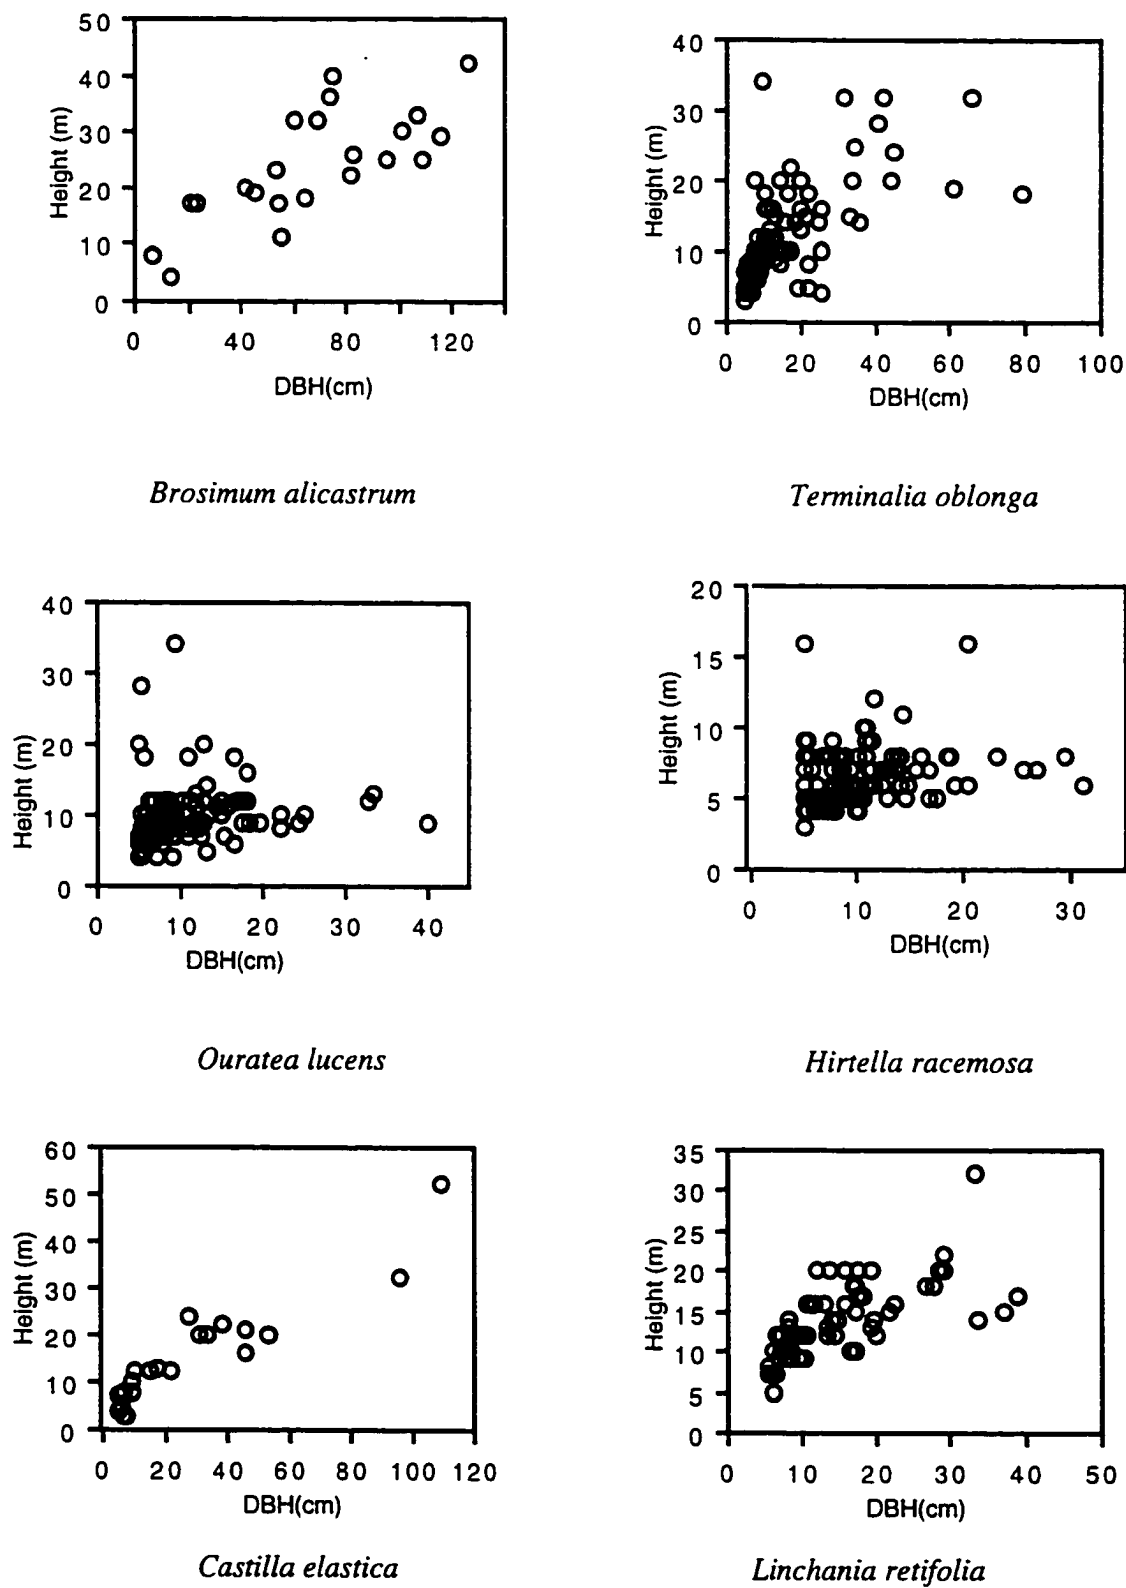 50
40
30
20
10
0
Height (m)
0 40 80 120
DBH(cm)
Brosimum alicastrum
40
30
20
10
0
Height (m)
0 20 40 60 80 100
DBH(cm)
Terminalia oblonga
40
30
20
10
0
Height (m)
0 10 20 30 40
DBH(cm)
Ouratea lucens
20
15
10
5
0
Height (m)
0 10 20 30
DBH(cm)
Hirtella racemosa
60
50
40
30
20
10
0
Height (m)
0 20 40 60 80 100 120
DBH(cm)
Castilla elastica
35
30
25
20
15
10
5
0
Height (m)
0 10 20 30 40 50
DBH(cm)
Linchania retifolia